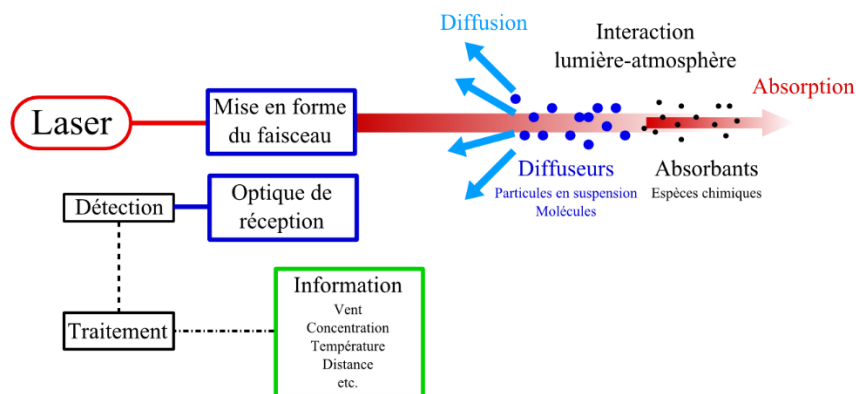 Diffusion
Interaction
lumière-atmosphère
Absorption
Laser
Mise en forme
du faisceau
Diffuseurs
Particules en suspension
Molécules
Absorbants
Espèces chimiques
Détection
Optique de
réception
Traitement
Information
Vent
Concentration
Température
Distance
etc.